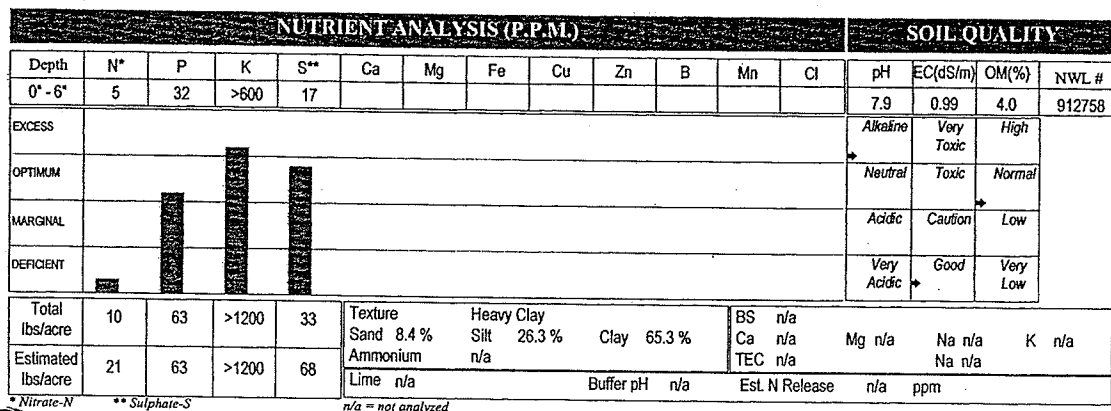 NUTRIENT ANALYSIS (P.P.M.) SOIL QUALITY
Depth N* P K S** Ca Mg Fe Cu Zn B Mn Cl pH EC(dS/m) OM(%) NWL #
0" - 6" 5 32 >600 17 7.9 0.99 4.0 912758
EXCESS Alkaline Very Toxic High
OPTIMUM Neutral Toxic Normal
MARGINAL Acidic Caution Low
DEFICIENT Very Acidic Good Very Low
Total lbs/acre 10 63 >1200 33
Estimated lbs/acre 21 63 >1200 68
Texture Heavy Clay
Sand 8.4 % Silt 26.3 % Clay 65.3 %
Ammonium n/a
Lime n/a Buffer pH n/a Est. N Release n/a ppm
BS n/a
Ca n/a Mg n/a Na n/a K n/a
TEC n/a Na n/a
* Nitrate-N ** Sulphate-S n/a = not analyzed